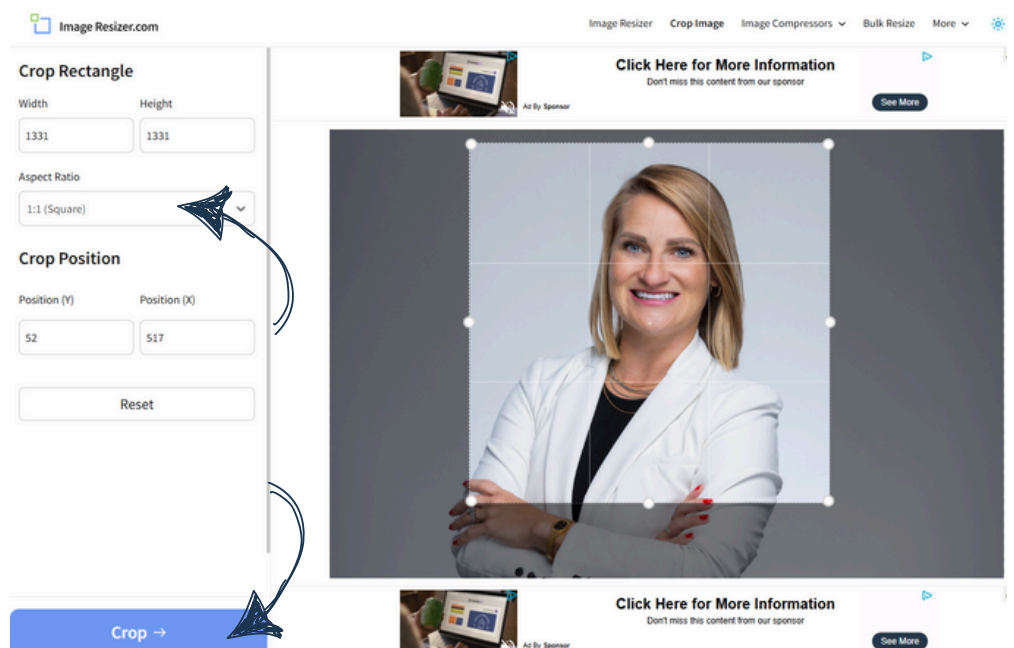 Image Resizer.com
Image Resizer Crop Image Image Compressors Bulk Resize More
Crop Rectangle
Width Height
1331 1331
Aspect Ratio
1:1 (Square)
Crop Position
Position (Y) Position (X)
52 517
Reset
Crop →
Click Here for More Information
Don't miss this content from our sponsor
Ad By Sponsor
See More
Click Here for More Information
Don't miss this content from our sponsor
Ad By Sponsor
See More